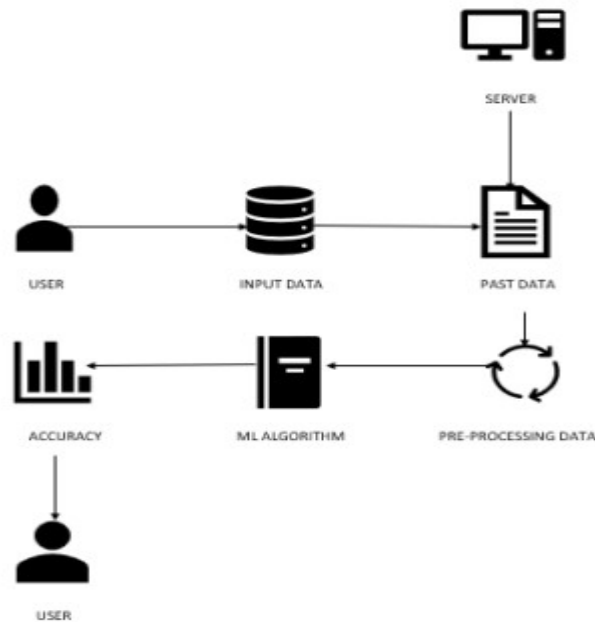 SERVER
USER
INPUT DATA
PAST DATA
ACCURACY
ML ALGORITHM
PRE-PROCESSING DATA
USER